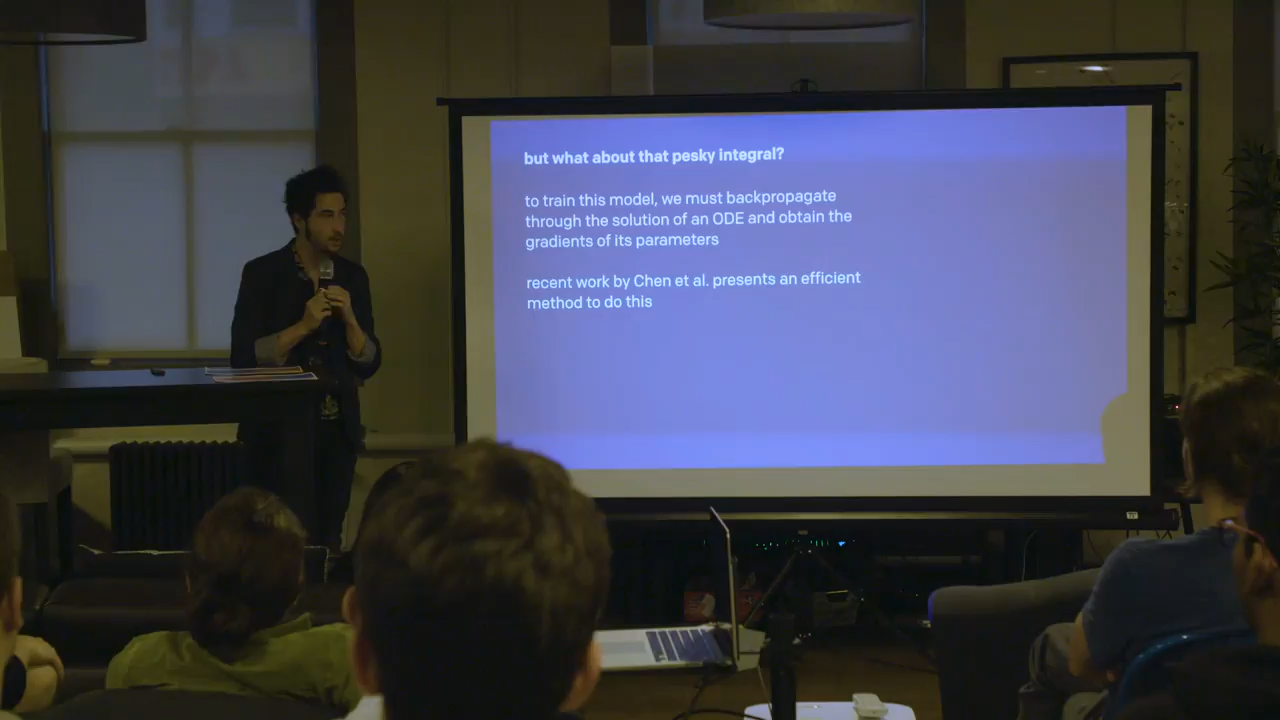 but what about that pesky integral?
to train this model, we must backpropagate
through the solution of an ODE and obtain the
gradients of its parameters
recent work by Chen et al. presents an efficient
method to do this